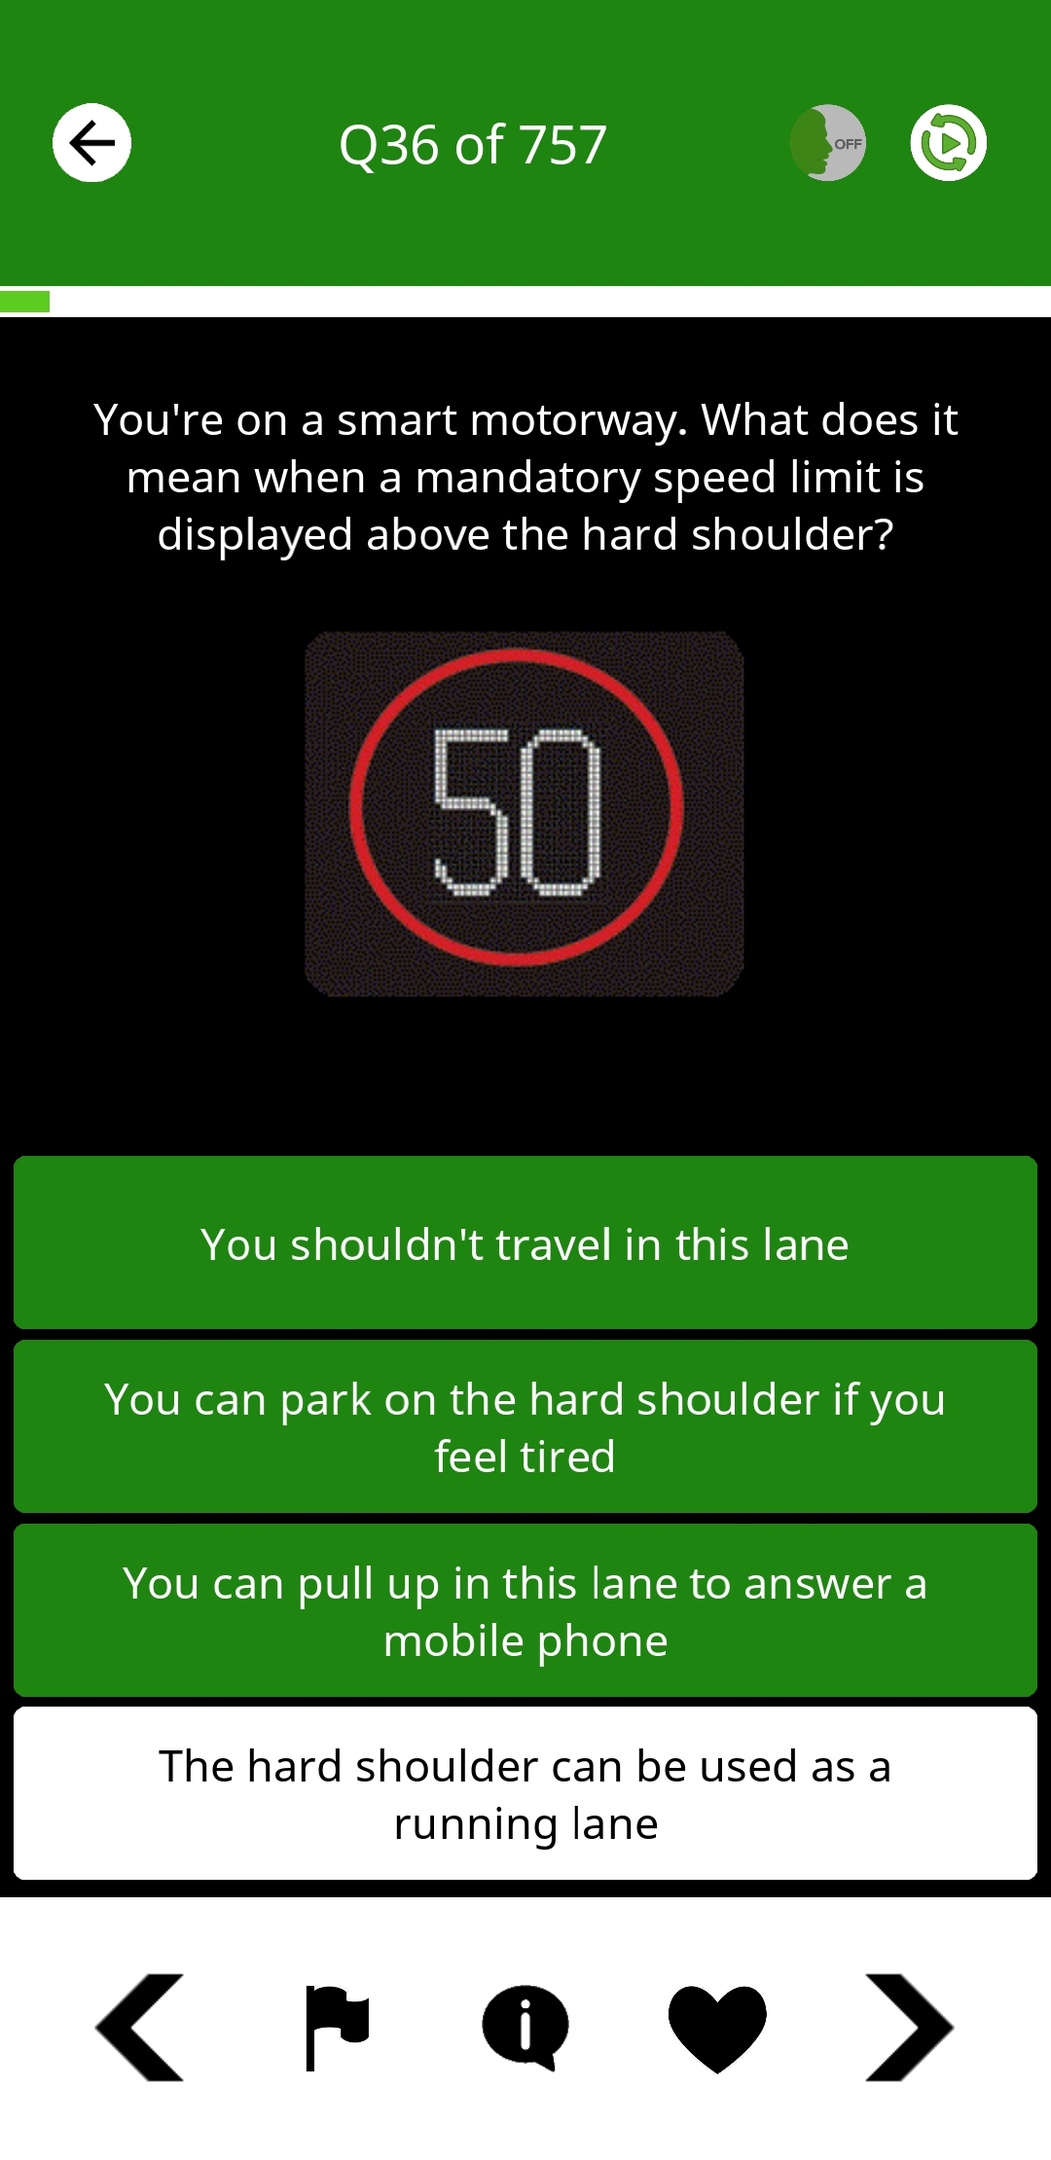 Q36 of 757
OFF
You're on a smart motorway. What does it
mean when a mandatory speed limit is
displayed above the hard shoulder?
50
You shouldn't travel in this lane
You can park on the hard shoulder if you
feel tired
You can pull up in this lane to answer a
mobile phone
The hard shoulder can be used as a
running lane